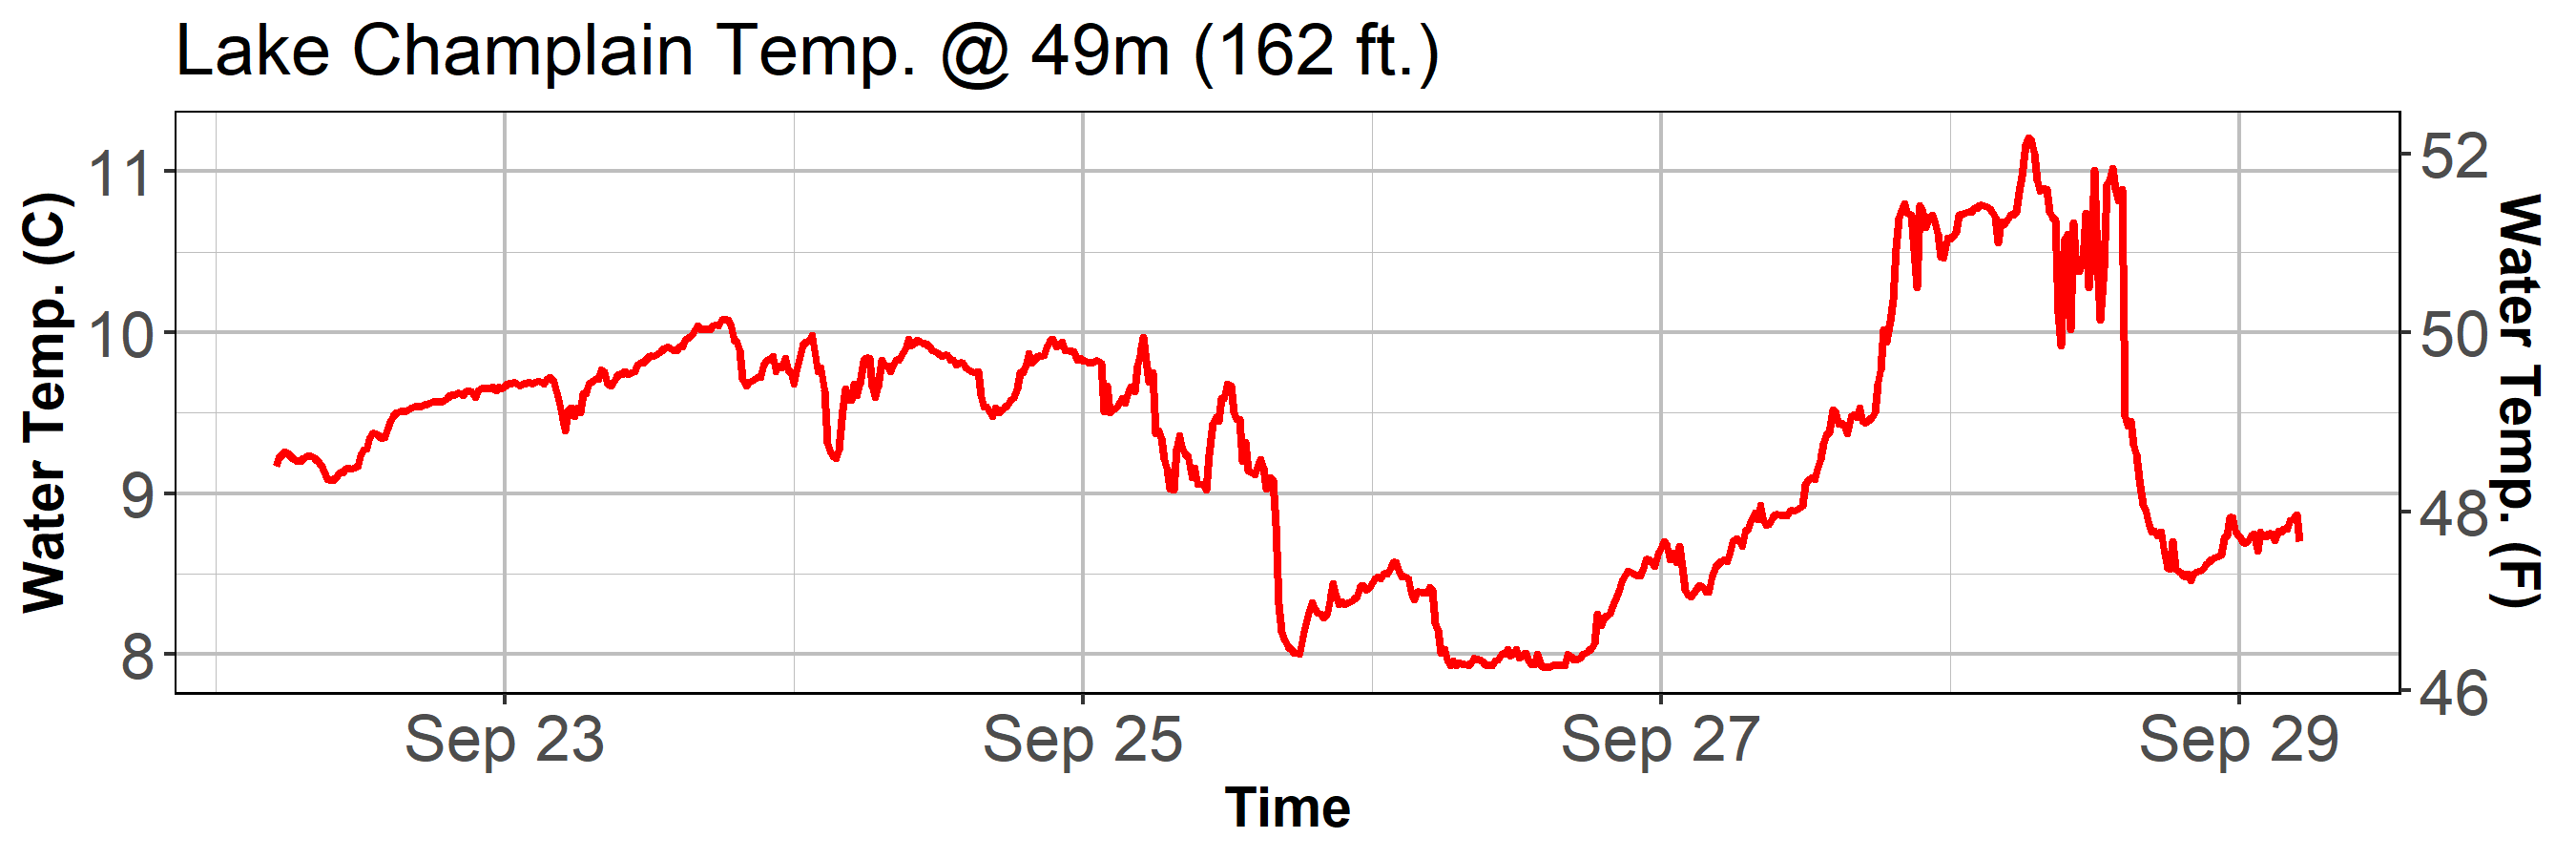 Lake Champlain Temp. @ 49m (162 ft.)
Water Temp. (C)
11
10
9
8
52
50
48
46
Water Temp. (F)
Sep 23
Sep 25
Sep 27
Sep 29
Time